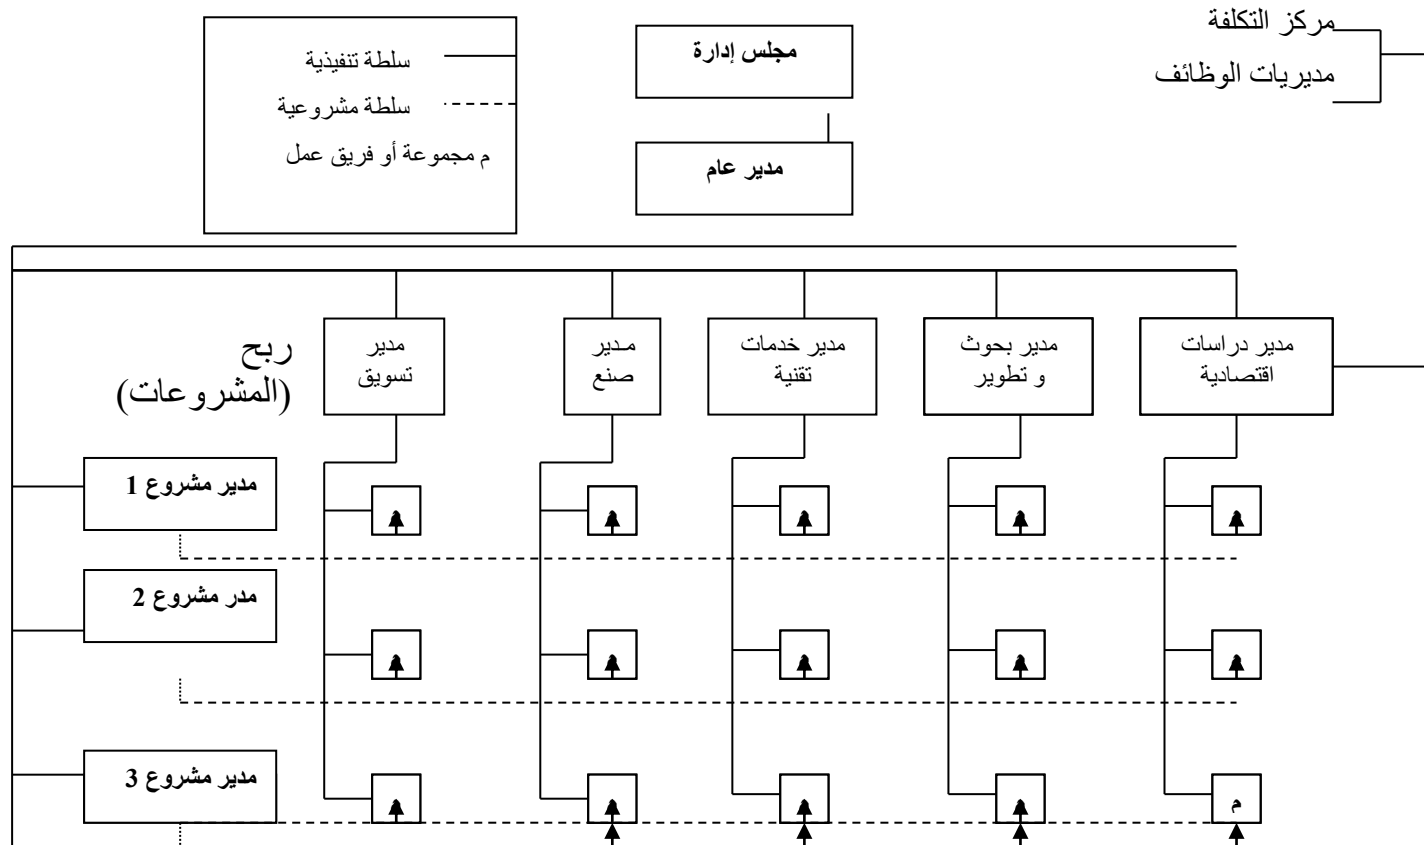 مركز التكلفة
مديريات الوظائف
مجلس إدارة
مدير عام
سلطة تنفيذية
سلطة مشروعية
م مجموعة أو فريق عمل
مدير دراسات
اقتصادية
مدير بحوث
و تطوير
مدير خدمات
تقنية
مـدير
صنع
مدير
تسويق
ربح
(المشروعات)
مدير مشروع 1
م
م
م
م
م
مدر مشروع 2
م
م
م
م
م
مدير مشروع 3
م
م
م
م
م